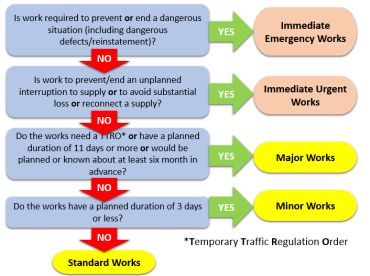 Is work required to prevent or end a dangerous
situation (including dangerous
defects/reinstatement)?
YES
Immediate
Emergency Works
NO
Is work to prevent/end an unplanned
interruption to supply or to avoid substantial
loss or reconnect a supply?
YES
Immediate Urgent
Works
NO
Do the works need a TTRO* or have a planned
duration of 11 days or more or would be
planned or known about at least six month in
advance?
YES
Major Works
NO
Do the works have a planned duration of 3 days
or less?
YES
Minor Works
NO
*Temporary Traffic Regulation Order
Standard Works